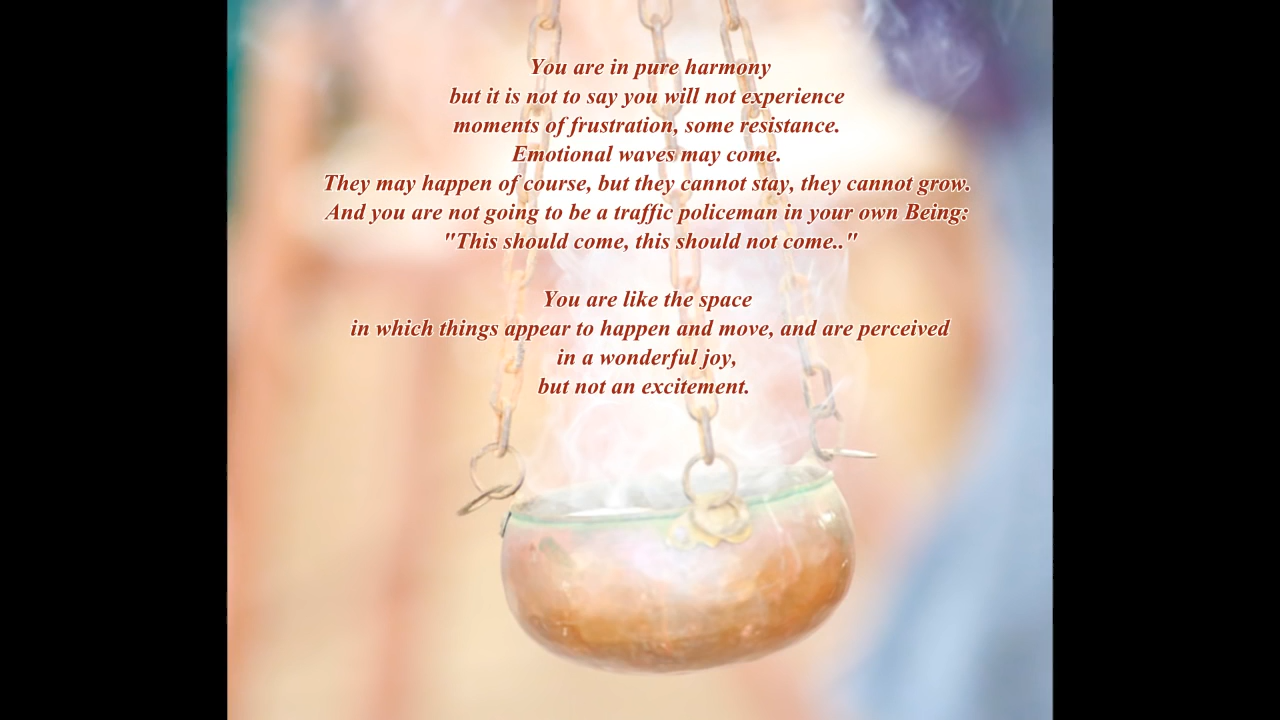 You are in pure harmony
but it is not to say you will not experience
moments of frustration, some resistance.
Emotional waves may come.
They may happen of course, but they cannot stay, they cannot grow.
And you are not going to be a traffic policeman in your own Being:
"This should come, this should not come.."
You are like the space
in which things appear to happen and move, and are perceived
in a wonderful joy,
but not an excitement.